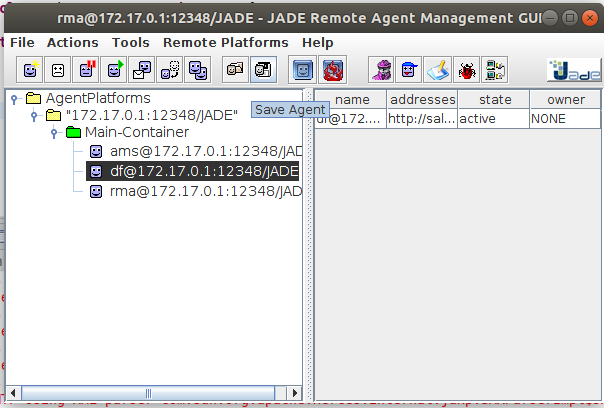 rma@172.17.0.1:12348/JADE - JADE Remote Agent Management GUI
File Actions Tools Remote Platforms Help
Jade
AgentPlatforms
"172.17.0.1:12348/JADE"
Save Agent
Main-Container
ams@172.17.0.1:12348/JAD
df@172.17.0.1:12348/JADE
rma@172.17.0.1:12348/JAD
name addresses state owner
df@172.... http://sal... active NONE